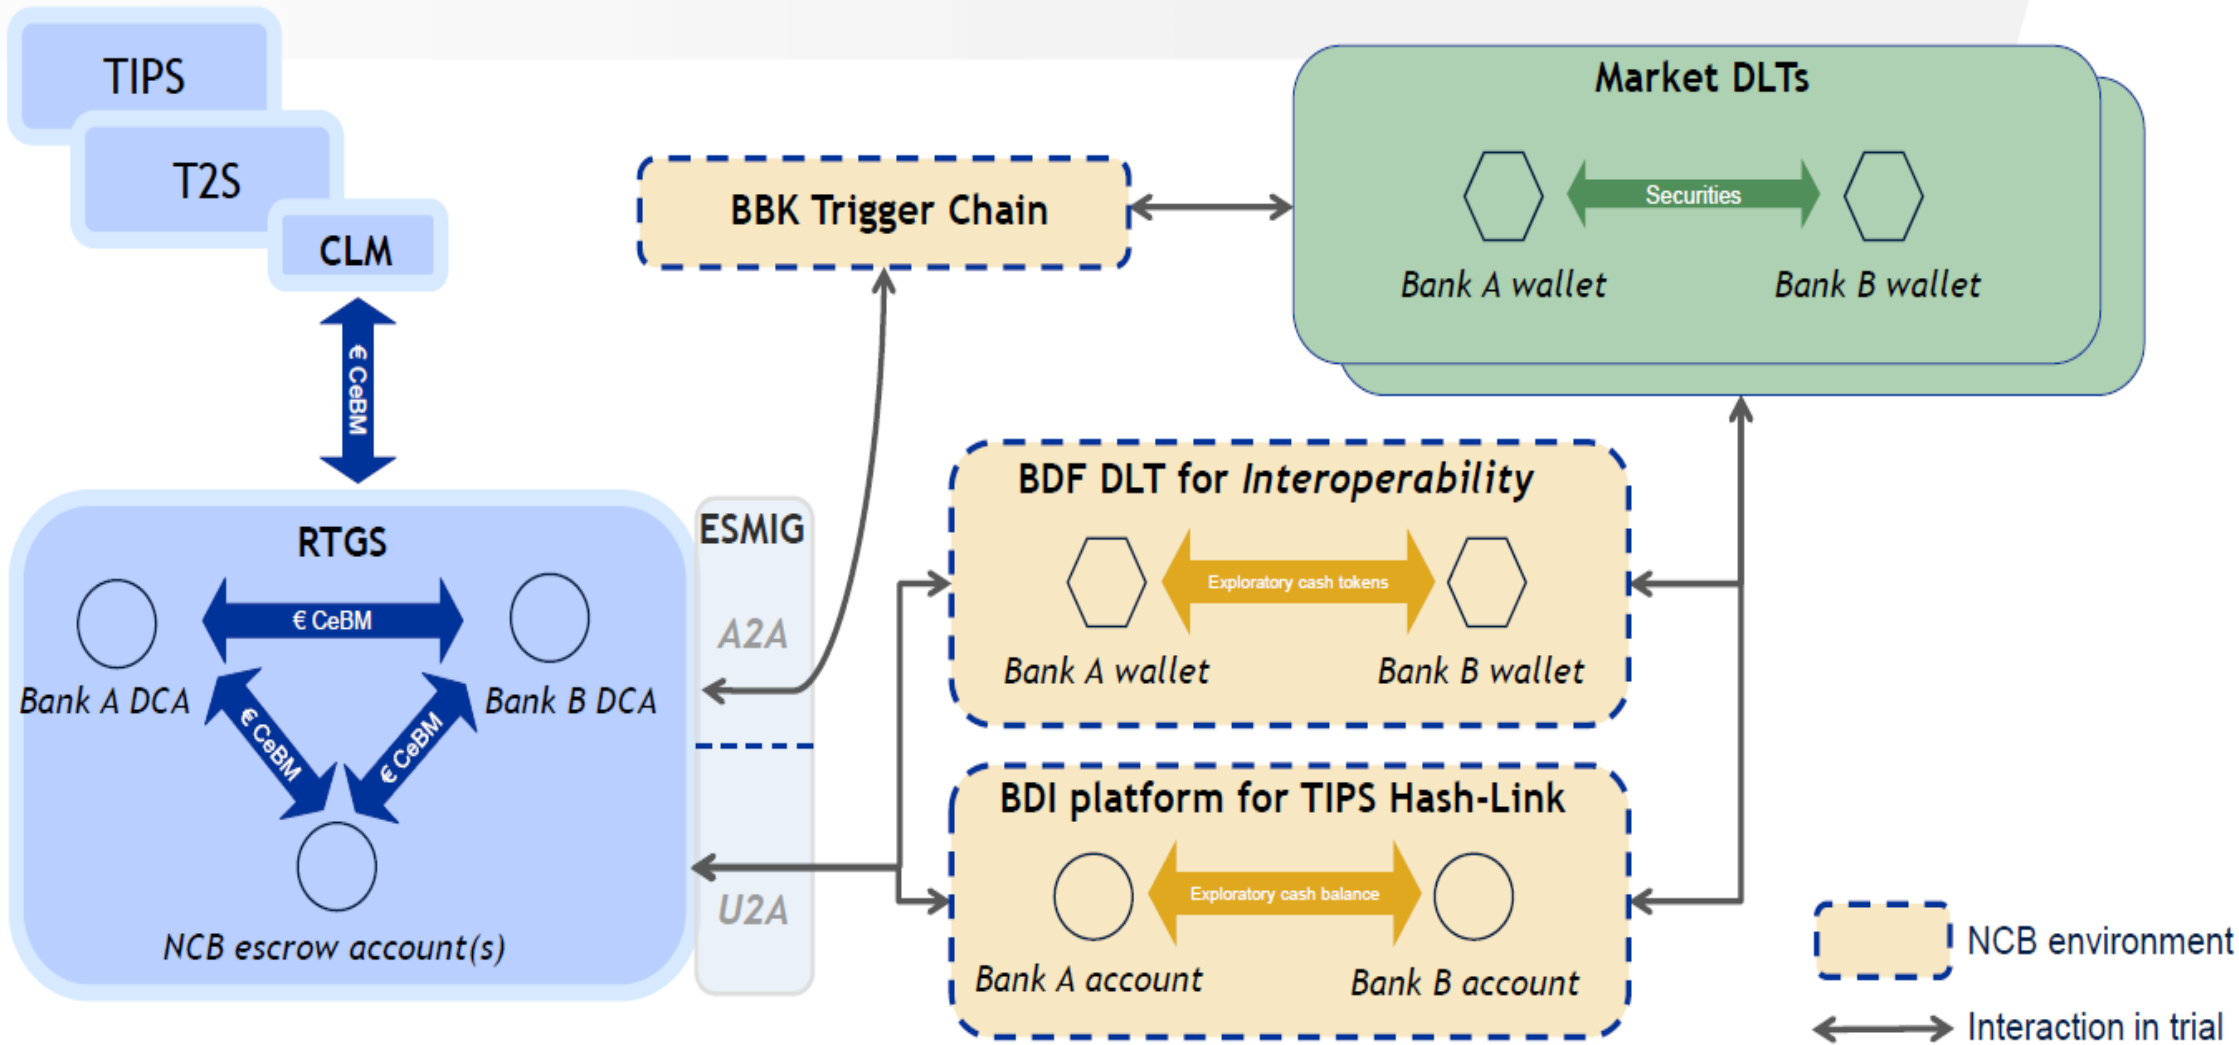 TIPS
T2S
CLM
€ CeBM
RTGS
€ CeBM
Bank A DCA
Bank B DCA
€ CeBM
€ CeBM
NCB escrow account(s)
ESMIG
A2A
U2A
BBK Trigger Chain
Market DLTs
Securities
Bank A wallet
Bank B wallet
BDF DLT for Interoperability
Exploratory cash tokens
Bank A wallet
Bank B wallet
BDI platform for TIPS Hash-Link
Exploratory cash balance
Bank A account
Bank B account
NCB environment
Interaction in trial